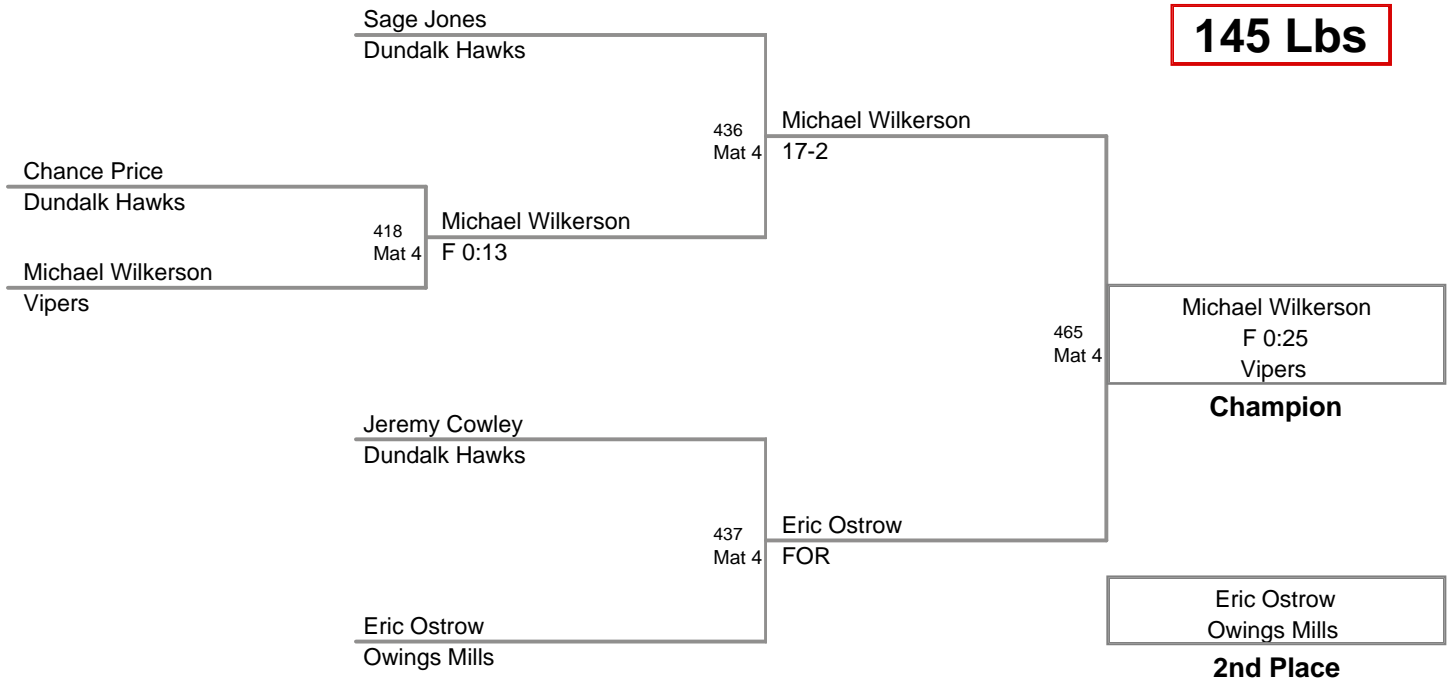 145 Lbs
Sage Jones
Dundalk Hawks
436
Mat 4
Michael Wilkerson
17-2
Chance Price
Dundalk Hawks
418
Mat 4
Michael Wilkerson
F 0:13
Michael Wilkerson
Vipers
465
Mat 4
Michael Wilkerson
F 0:25
Vipers
Champion
Jeremy Cowley
Dundalk Hawks
437
Mat 4
Eric Ostrow
FOR
Eric Ostrow
Owings Mills
Eric Ostrow
Owings Mills
2nd Place